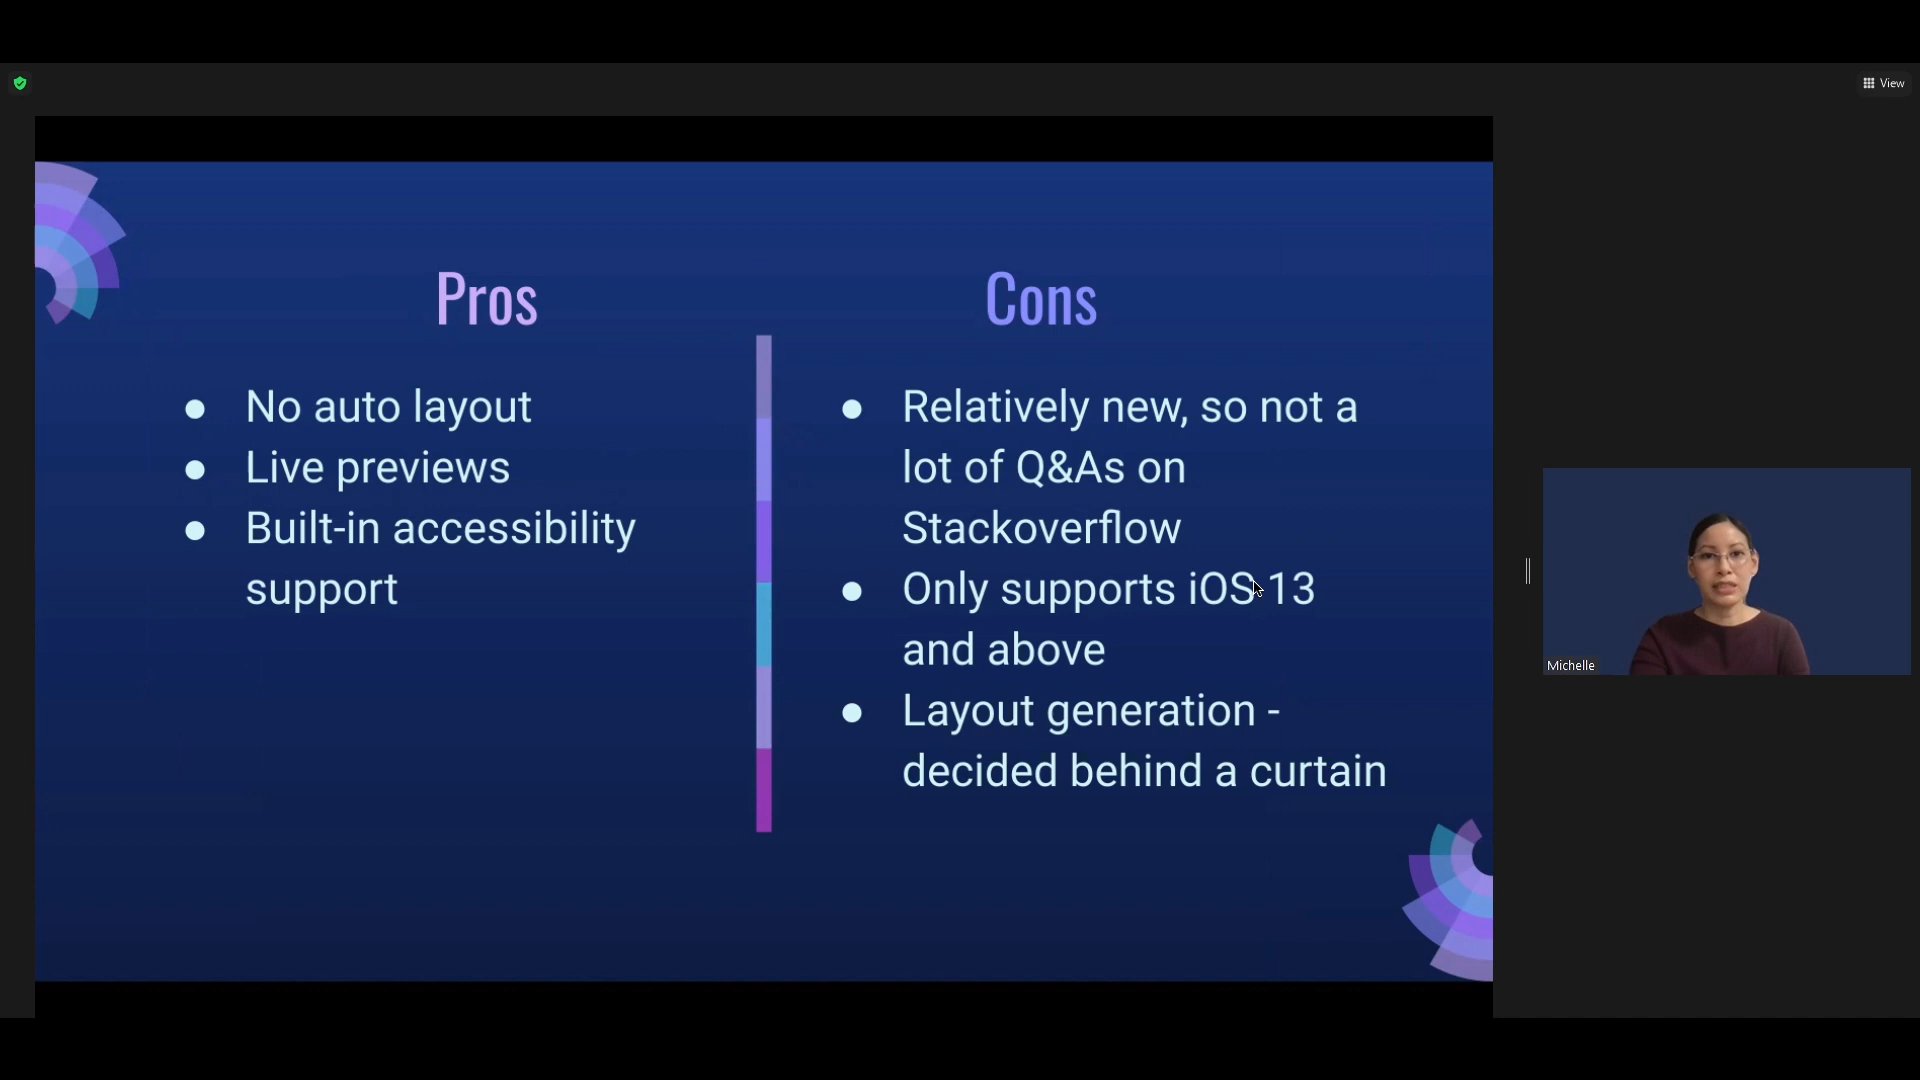 View
Pros
No auto layout
Live previews
Built-in accessibility
support
Cons
Relatively new, so not a
lot of Q&As on
Stackoverflow
Only supports iOS 13
and above
Layout generation -
decided behind a curtain
Michelle